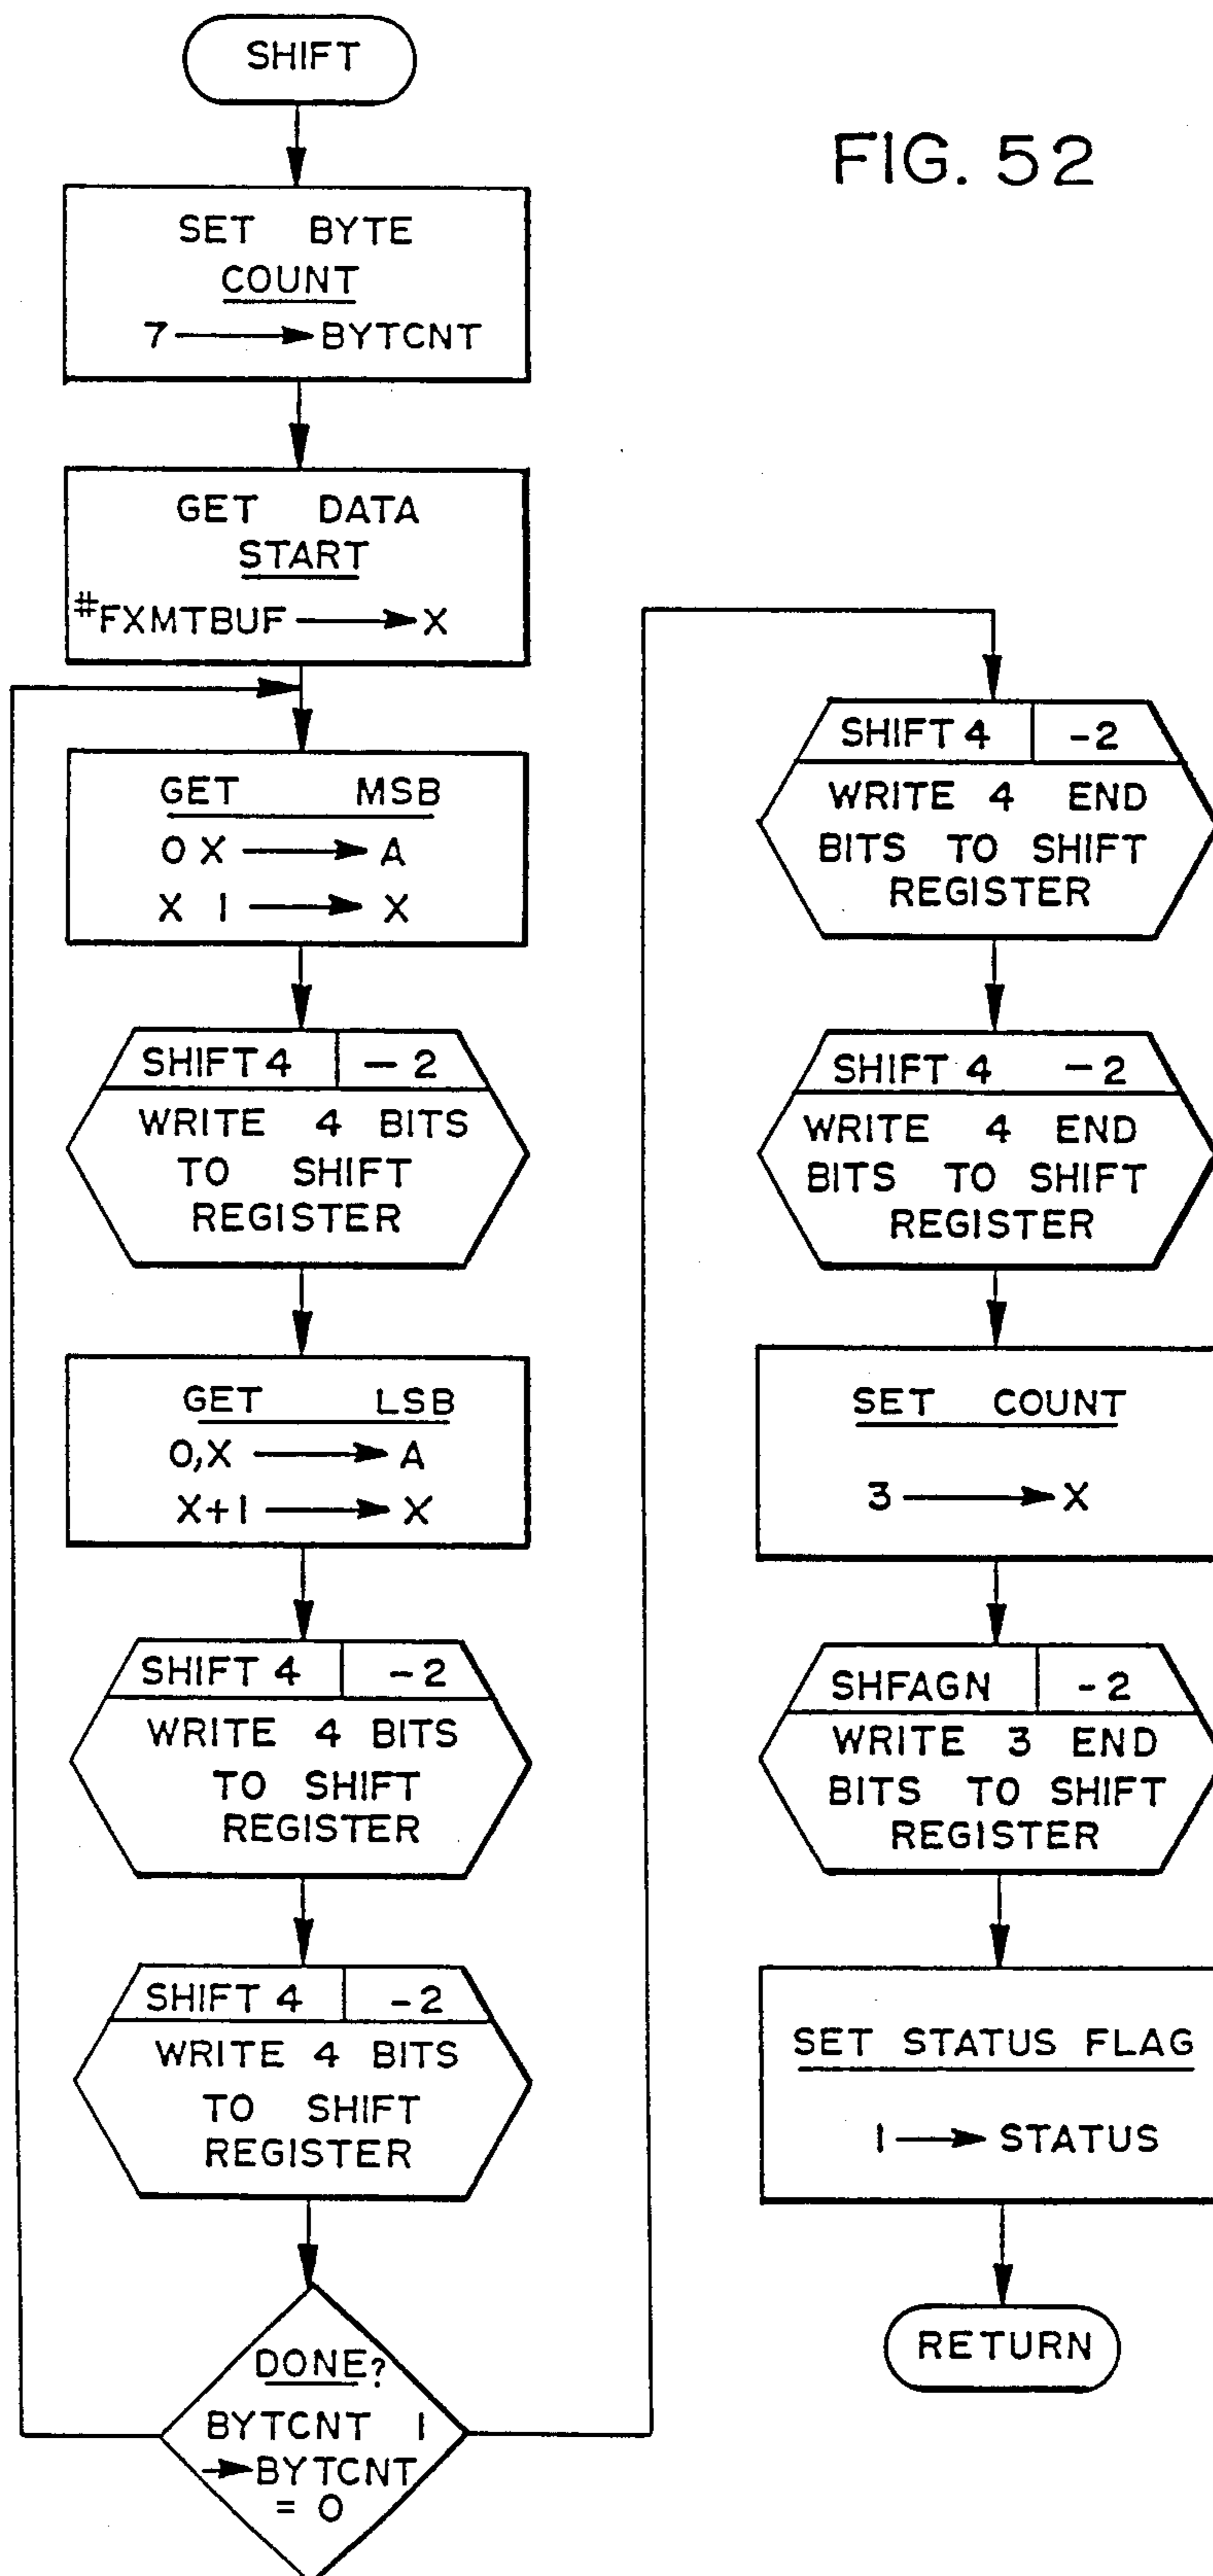 SHIFT
FIG. 52
SET BYTE
COUNT
7 → BYTCNT
GET DATA
START
#FXMTBUF → X
GET MSB
0 X → A
X 1 → X
SHIFT 4 -2
WRITE 4 BITS
TO SHIFT
REGISTER
GET LSB
0,X → A
X+1 → X
SHIFT 4 -2
WRITE 4 BITS
TO SHIFT
REGISTER
SHIFT 4 -2
WRITE 4 BITS
TO SHIFT
REGISTER
DONE?
BYTCNT 1
→ BYTCNT
= 0
SHIFT 4 -2
WRITE 4 END
BITS TO SHIFT
REGISTER
SHIFT 4 -2
WRITE 4 END
BITS TO SHIFT
REGISTER
SET COUNT
3 → X
SHFAGN -2
WRITE 3 END
BITS TO SHIFT
REGISTER
SET STATUS FLAG
1 → STATUS
RETURN